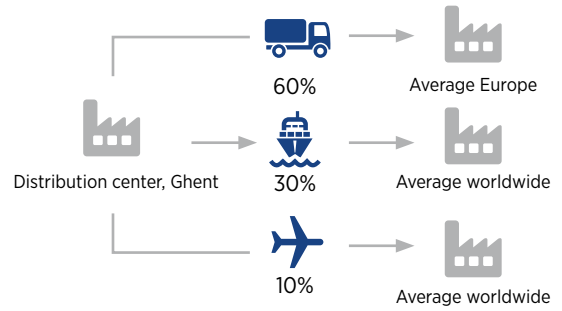 60%
Average Europe
Distribution center, Ghent
30%
Average worldwide
10%
Average worldwide